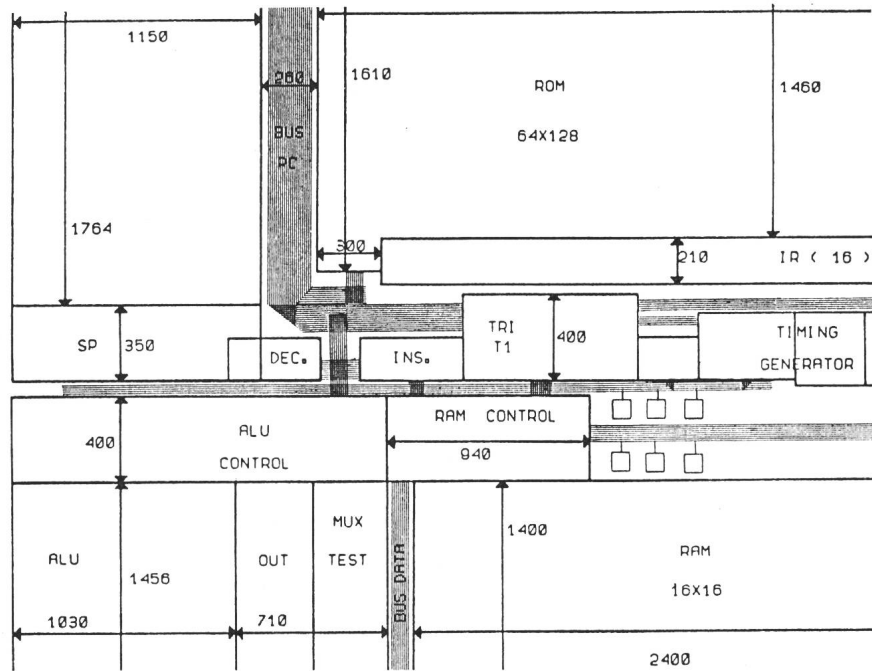 1150
260
1610
ROM
1460
64X128
BUS
PC
1764
300
210
IR ( 16 )
SP
350
DEC.
INS.
TRI
T1
400
TIMING
GENERATOR
400
ALU
CONTROL
RAM CONTROL
940
MUX
TEST
1400
ALU
1456
OUT
BUS DATA
RAM
16X16
1030
710
2400